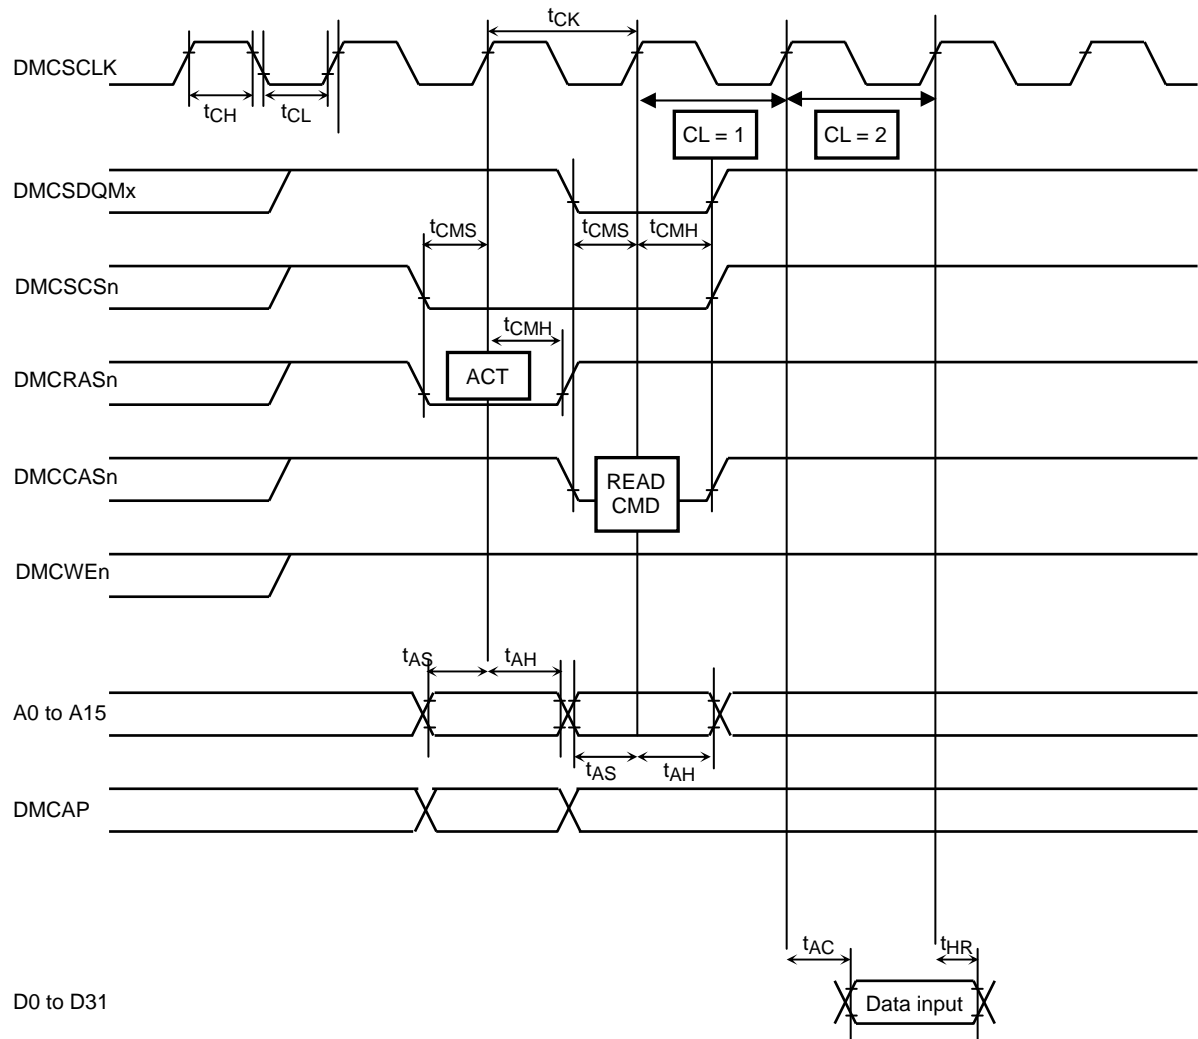 tCK
DMCSCLK
tCH
tCL
CL = 1
CL = 2
DMCSDQMx
tCMS
tCMS
tCMH
DMCSCSn
tCMH
DMCRASn
ACT
DMCCASn
READ
CMD
DMCWEn
tAS
tAH
A0 to A15
tAS
tAH
DMCAP
tAC
tHR
D0 to D31
Data input